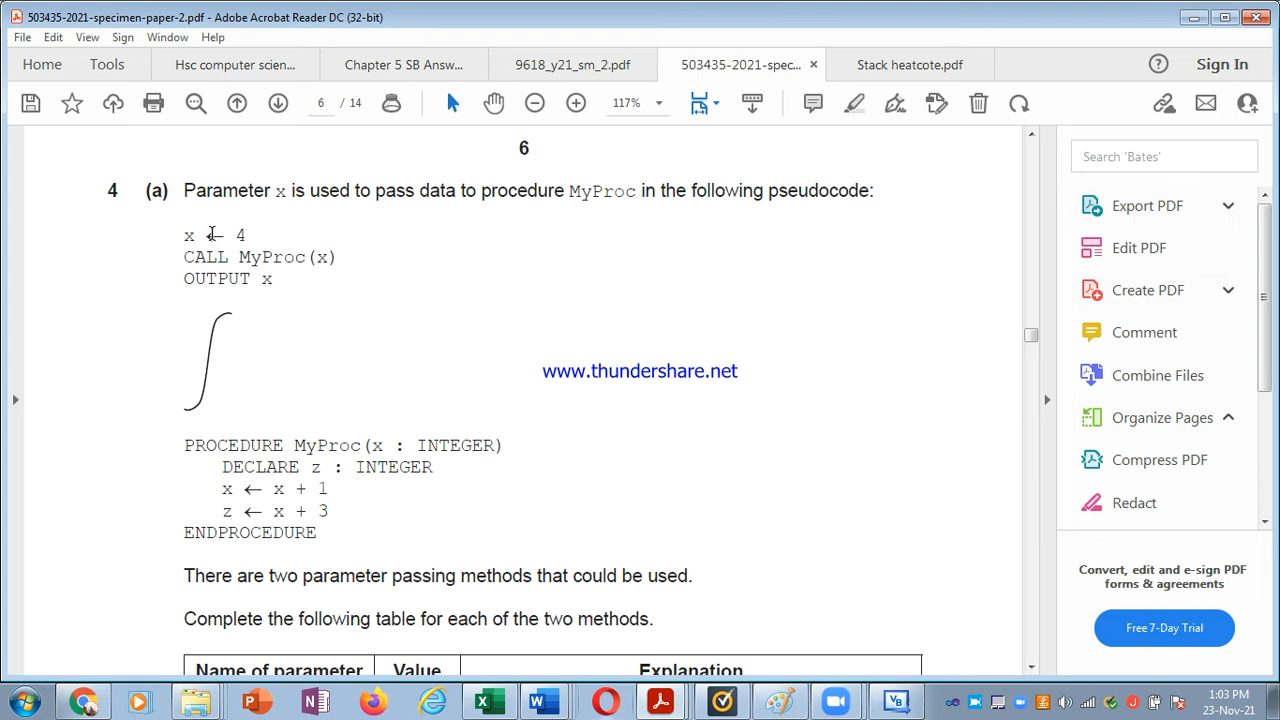 503435-2021-specimen-paper-2.pdf - Adobe Acrobat Reader DC (32-bit)
File Edit View Sign Window Help
Home Tools Hsc computer scien... Chapter 5 SB Answ... 9618_y21_sm_2.pdf 503435-2021-spec... × Stack heatcote.pdf Sign In
6 / 14 117%
Search 'Bates'
6
4 (a) Parameter x is used to pass data to procedure MyProc in the following pseudocode:
x ← 4
CALL MyProc(x)
OUTPUT x
www.thundershare.net
PROCEDURE MyProc(x : INTEGER)
DECLARE z : INTEGER
x ← x + 1
z ← x + 3
ENDPROCEDURE
There are two parameter passing methods that could be used.
Complete the following table for each of the two methods.
Name of parameter Value Explanation
Export PDF
Edit PDF
Create PDF
Comment
Combine Files
Organize Pages
Compress PDF
Redact
Convert, edit and e-sign PDF
forms & agreements
Free 7-Day Trial
1:03 PM
23-Nov-21